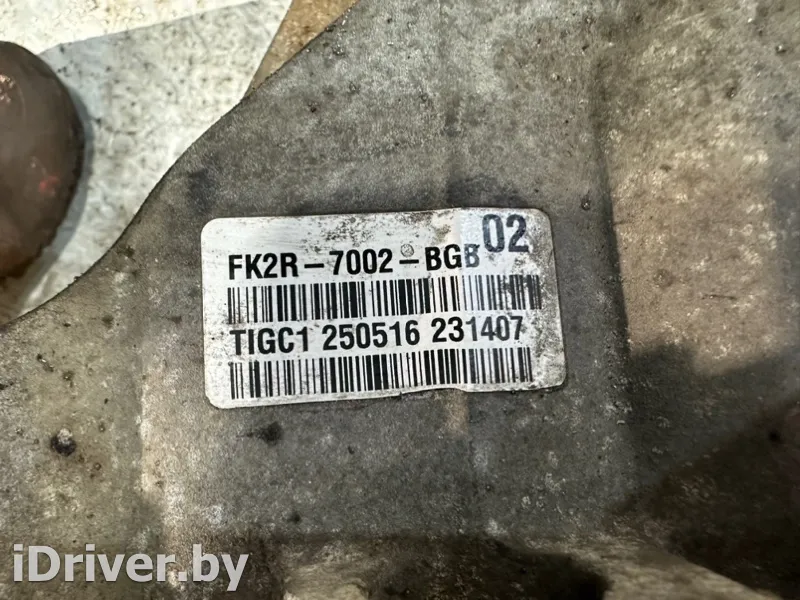 FK2R-7002-BGB 02
TIGC1 250516 231407
iDriver.by